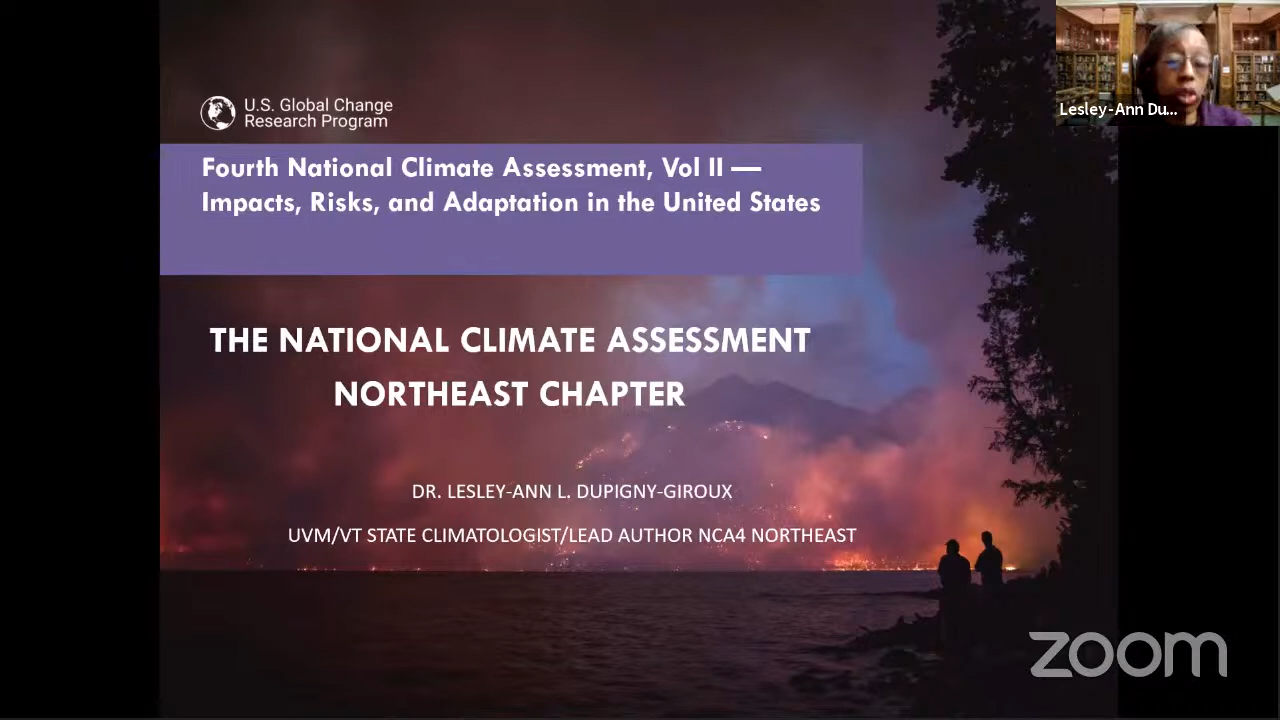 U.S. Global Change
Research Program
Lesley-Ann Du...
Fourth National Climate Assessment, Vol II —
Impacts, Risks, and Adaptation in the United States
THE NATIONAL CLIMATE ASSESSMENT
NORTHEAST CHAPTER
DR. LESLEY-ANN L. DUPIGNY-GIROUX
UVM/VT STATE CLIMATOLOGIST/LEAD AUTHOR NCA4 NORTHEAST
zoom